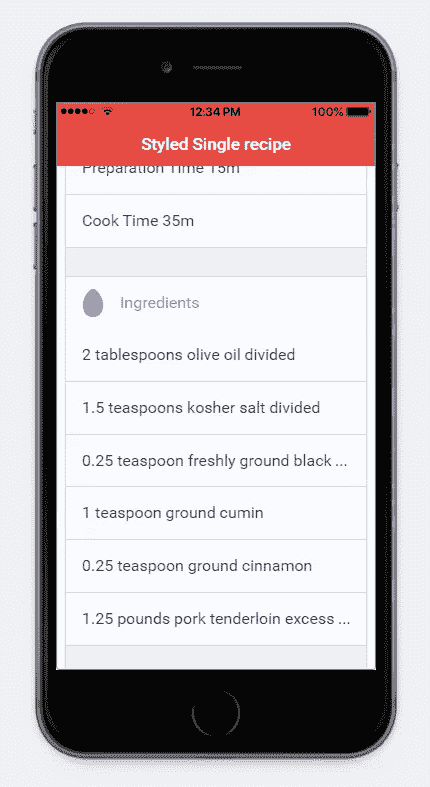 12:34 PM 100%
Styled Single recipe
Preparation Time 15m
Cook Time 35m
Ingredients
2 tablespoons olive oil divided
1.5 teaspoons kosher salt divided
0.25 teaspoon freshly ground black ...
1 teaspoon ground cumin
0.25 teaspoon ground cinnamon
1.25 pounds pork tenderloin excess ...